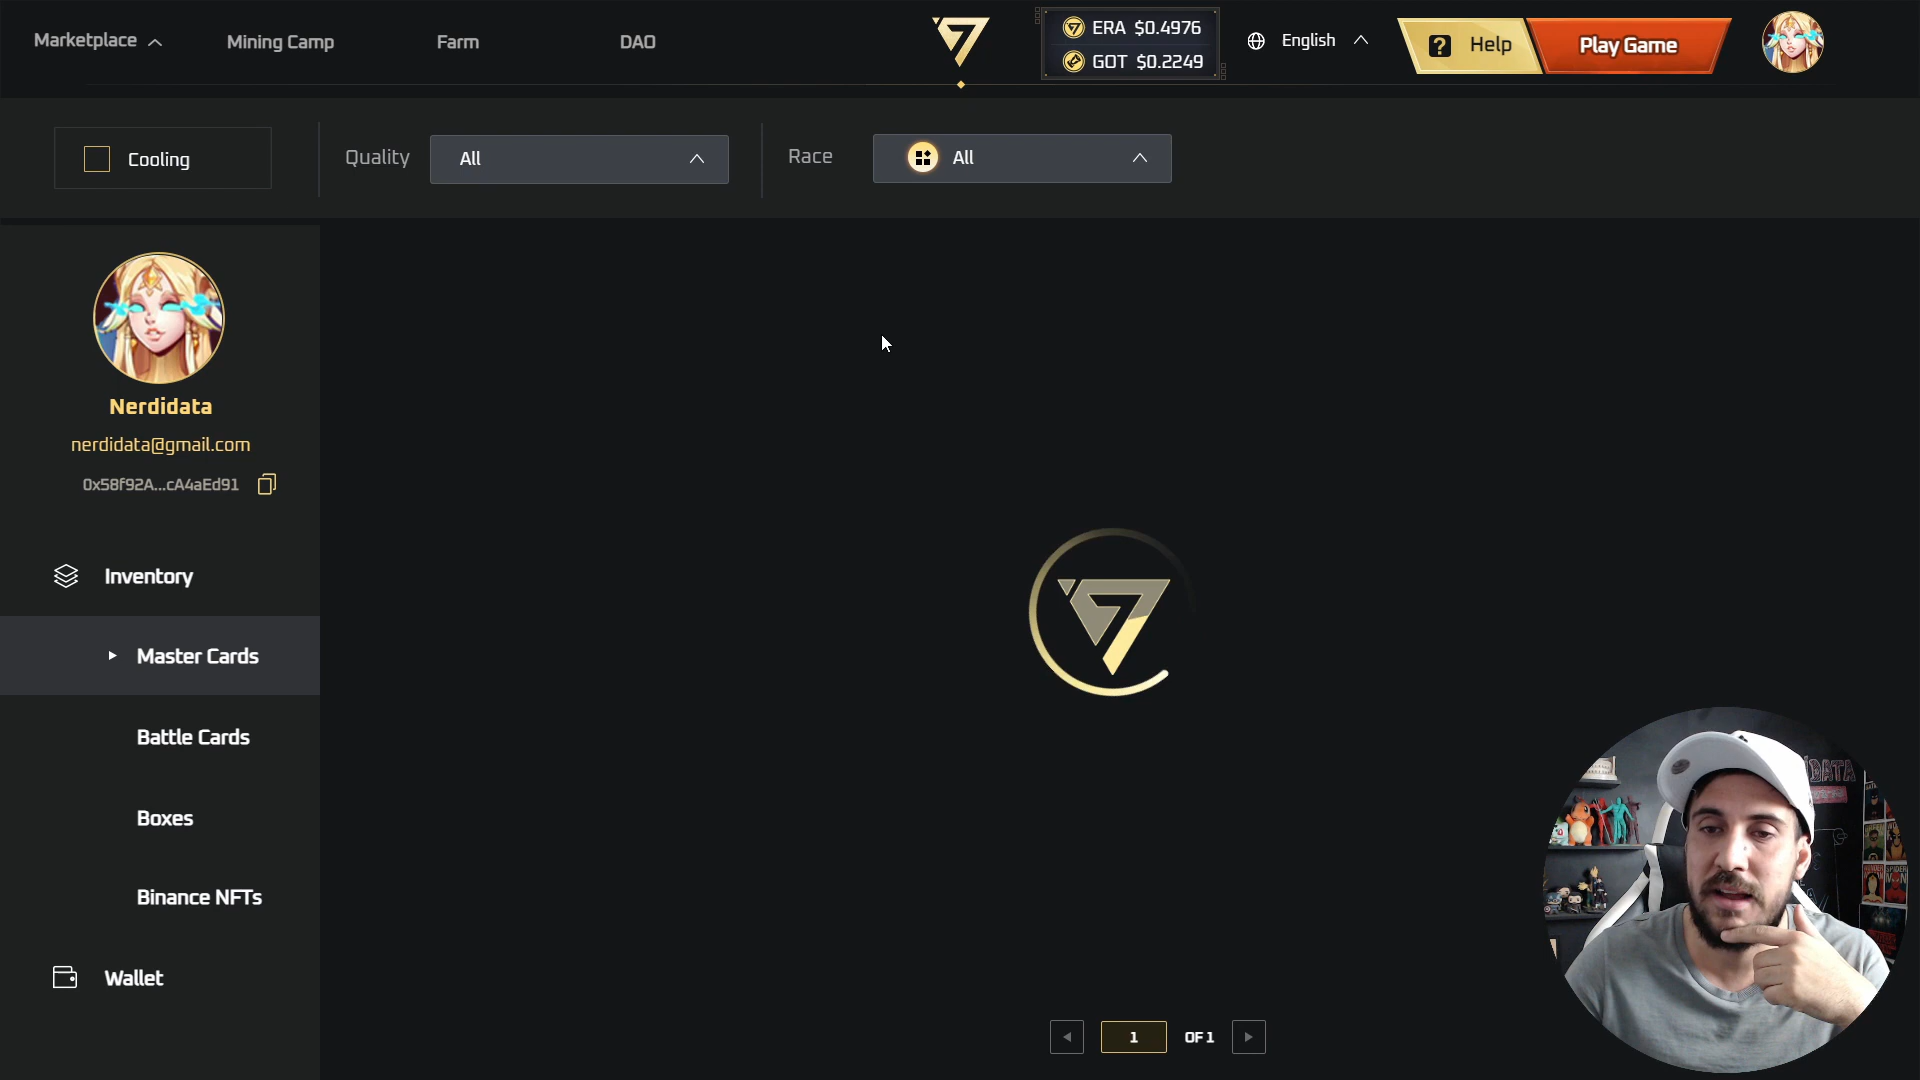 Marketplace
Mining Camp
Farm
DAO
ERA $0.4976
GOT $0.2249
English
Help
Play Game
Cooling
Quality
All
Race
All
Nerdidata
nerdidata@gmail.com
0x58f92A...cA4aEd91
Inventory
Master Cards
Battle Cards
Boxes
Binance NFTs
Wallet
1
OF 1